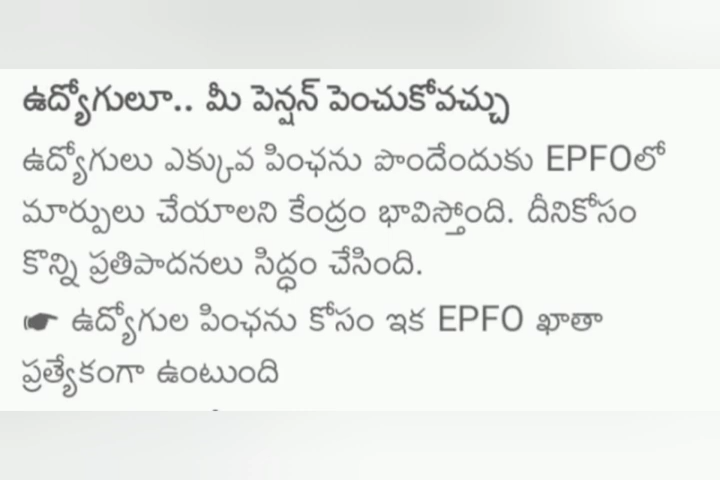 ఉద్యోగులూ.. మీ పెన్షన్ పెంచుకోవచ్చు
ఉద్యోగులు ఎక్కువ పింఛను పొందేందుకు EPFOలో
మార్పులు చేయాలని కేంద్రం భావిస్తోంది. దీనికోసం
కొన్ని ప్రతిపాదనలు సిద్ధం చేసింది.
☛ ఉద్యోగుల పింఛను కోసం ఇక EPFO ఖాతా
ప్రత్యేకంగా ఉంటుంది